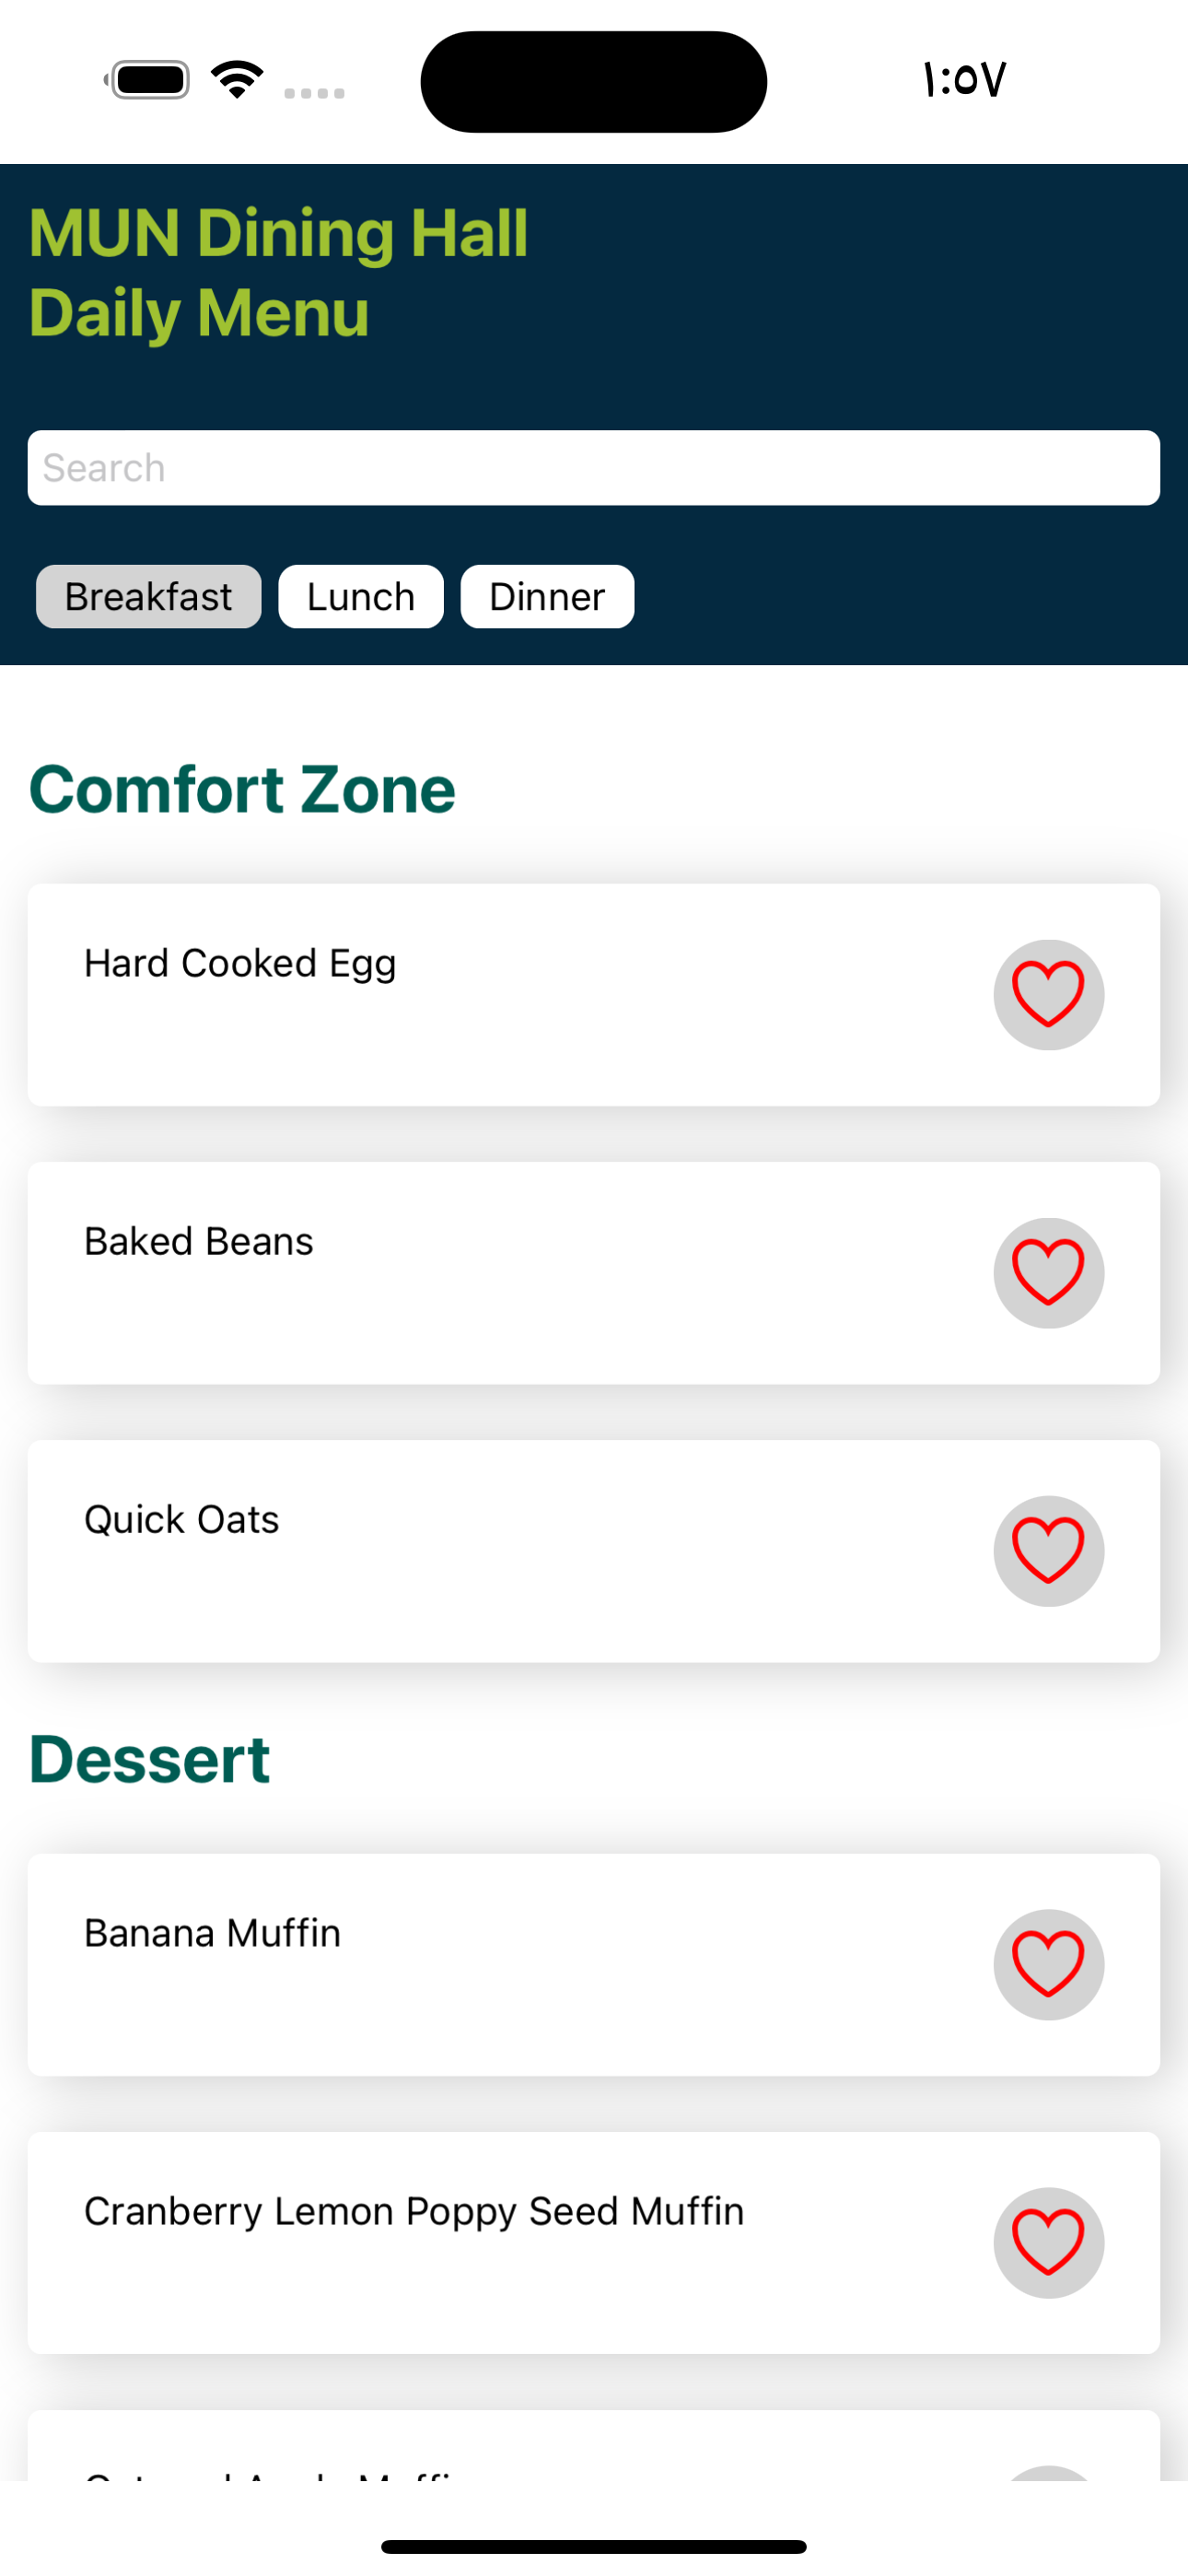 ١:٥٧
MUN Dining Hall
Daily Menu
Search
Breakfast Lunch Dinner
Comfort Zone
Hard Cooked Egg
Baked Beans
Quick Oats
Dessert
Banana Muffin
Cranberry Lemon Poppy Seed Muffin